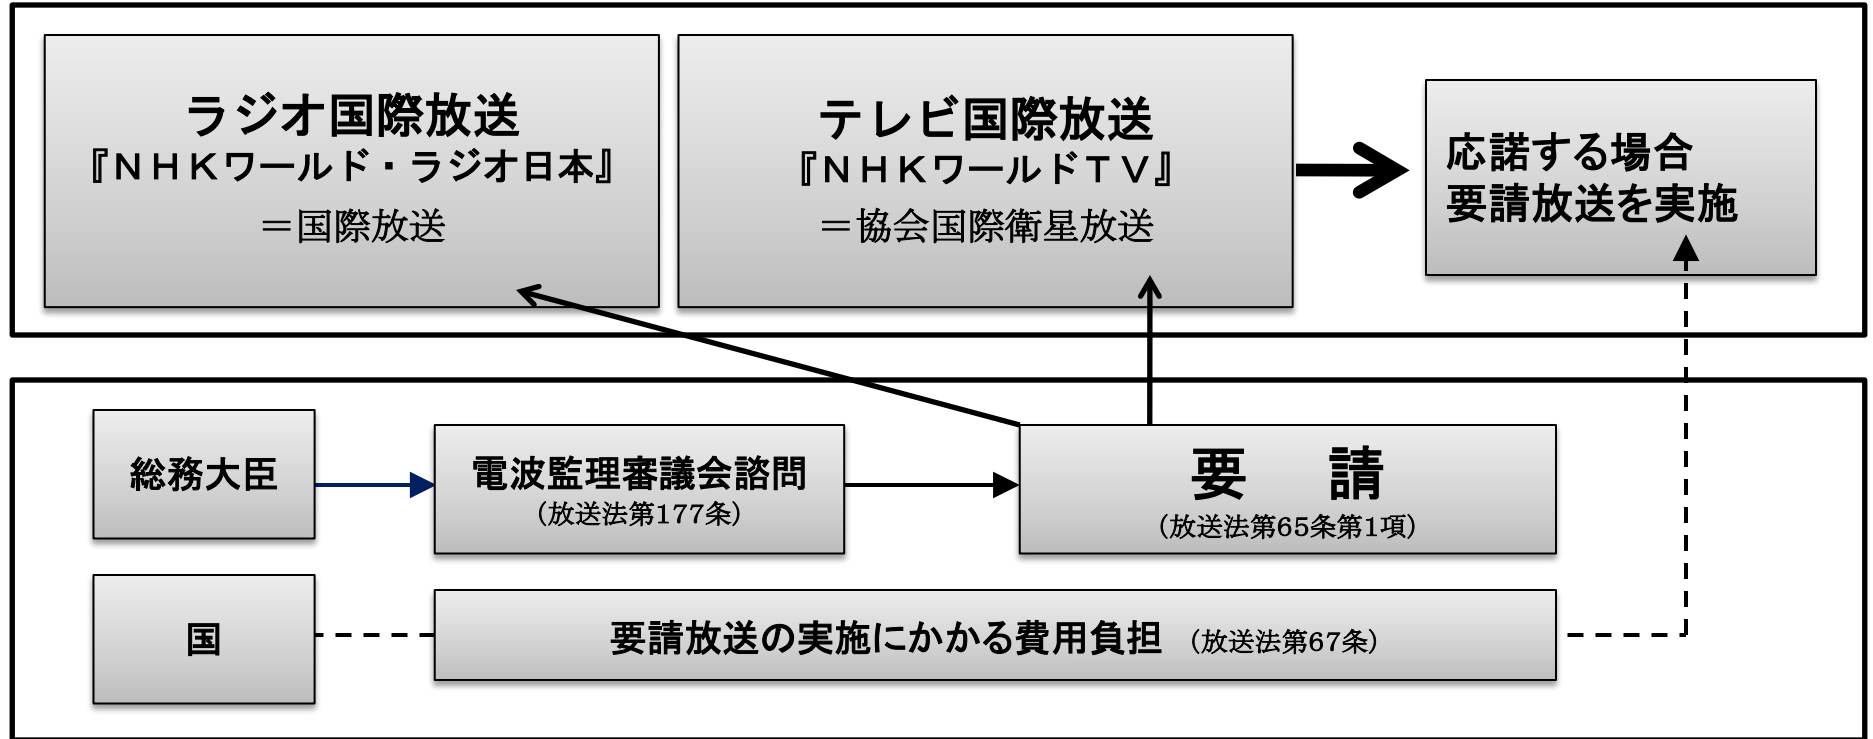 ラジオ国際放送
『ＮＨＫワールド・ラジオ日本』
＝国際放送
テレビ国際放送
『ＮＨＫワールドＴＶ』
＝協会国際衛星放送
応諾する場合
要請放送を実施
総務大臣
電波監理審議会諮問
（放送法第177条）
要　請
（放送法第65条第1項）
国
要請放送の実施にかかる費用負担　（放送法第67条）